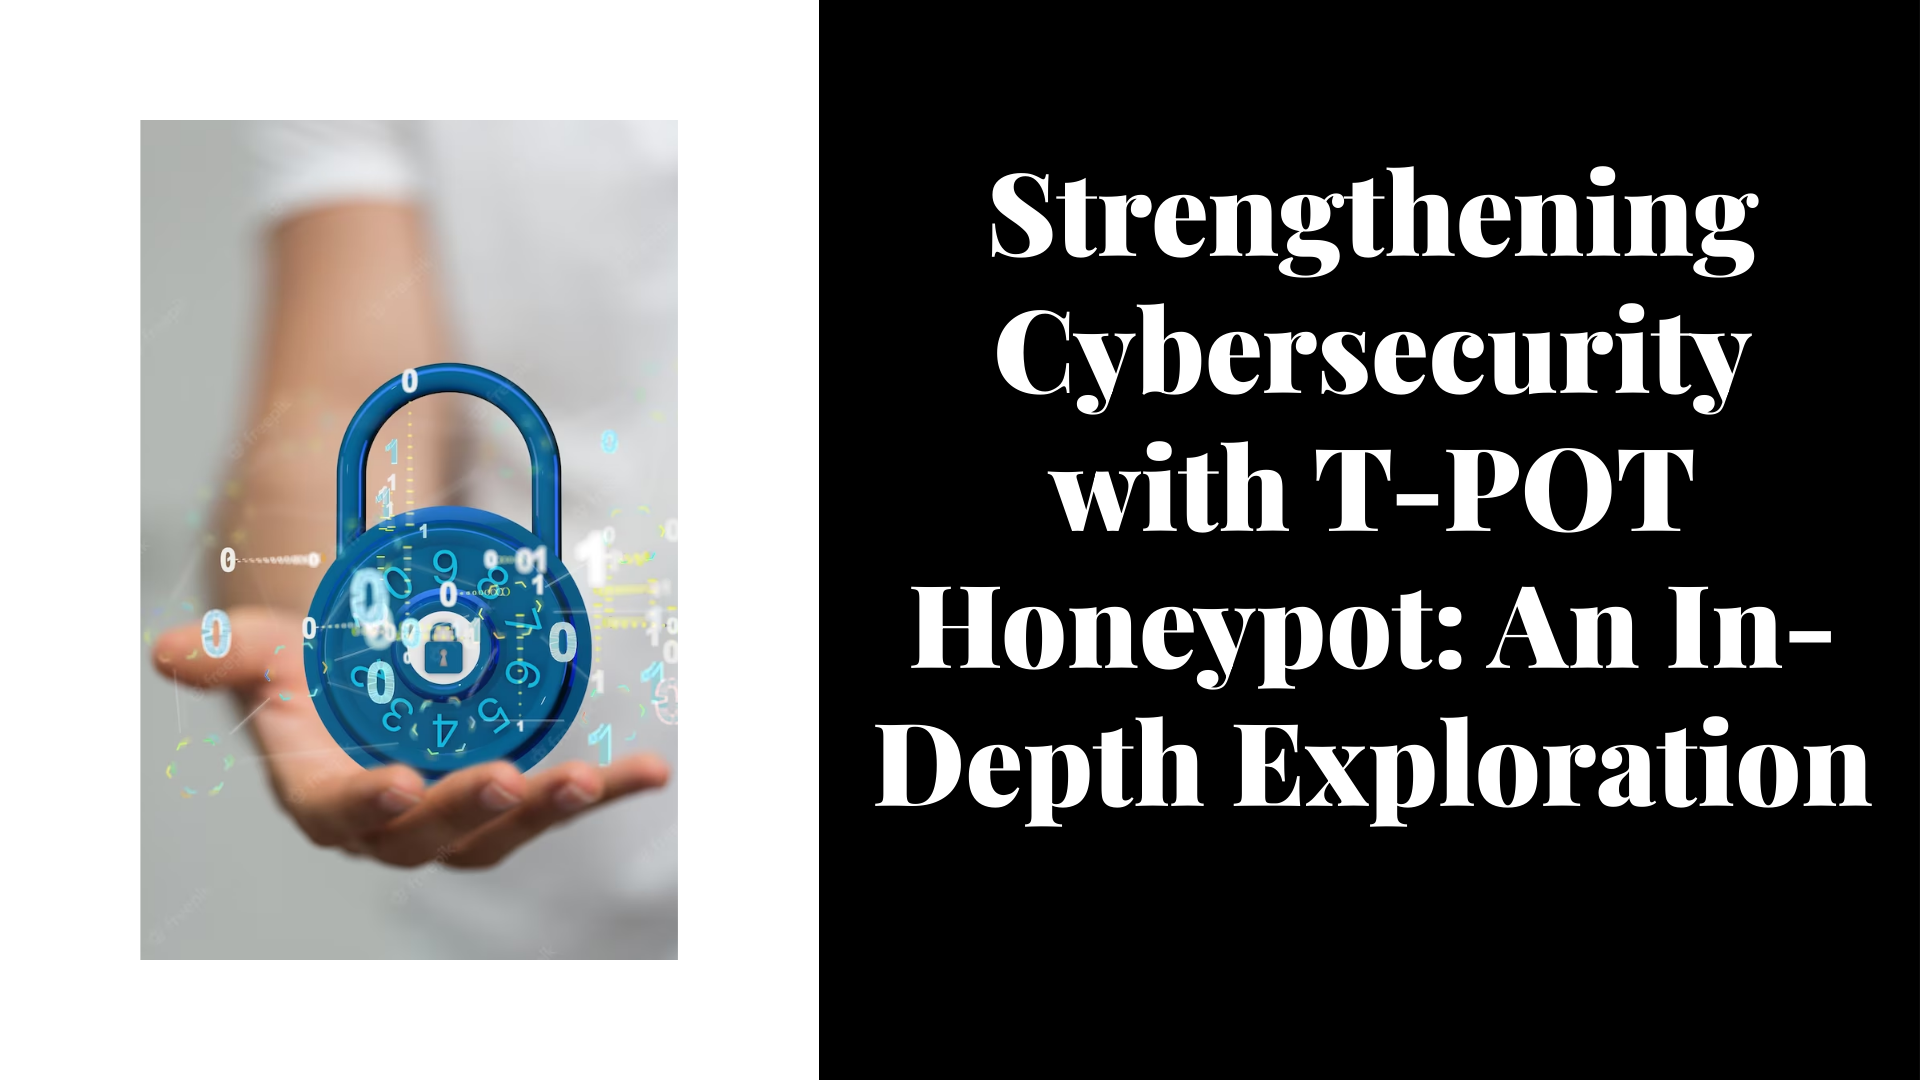 Strengthening
Cybersecurity
with T-POT
Honeypot: An In-
Depth Exploration